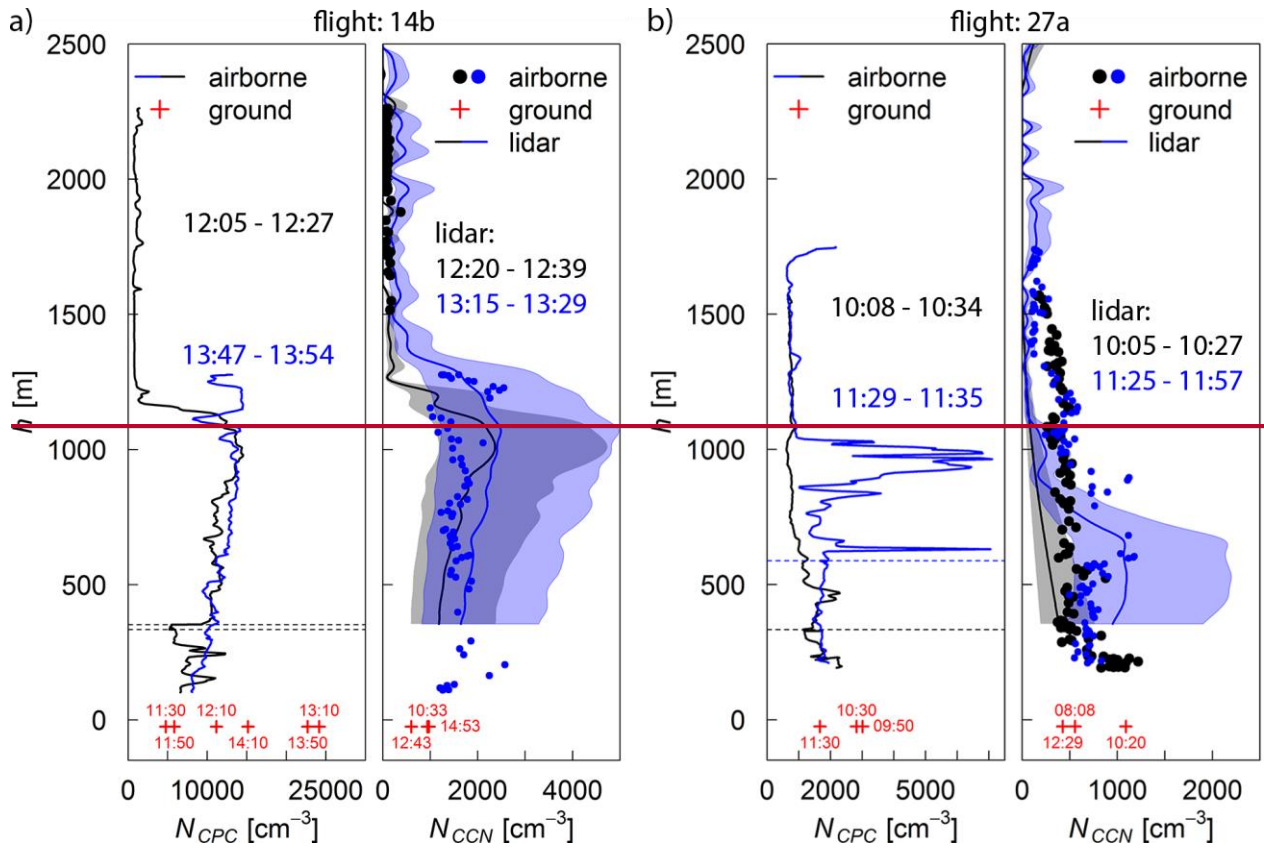 a)
flight: 14b
2500
2000
1500
1000
500
0
h [m]
airborne
ground
12:05 - 12:27
13:47 - 13:54
11:30
12:10
13:10
11:50
14:10
13:50
0
10000
25000
N_CPC [cm⁻³]
airborne
ground
lidar
lidar:
12:20 - 12:39
13:15 - 13:29
10:33
14:53
12:43
0
2000
4000
N_CCN [cm⁻³]
b)
flight: 27a
2500
2000
1500
1000
500
0
h [m]
airborne
ground
10:08 - 10:34
11:29 - 11:35
10:30
09:50
11:30
0
2000
5000
N_CPC [cm⁻³]
airborne
ground
lidar
lidar:
10:05 - 10:27
11:25 - 11:57
08:08
12:29
10:20
0
1000
2000
N_CCN [cm⁻³]